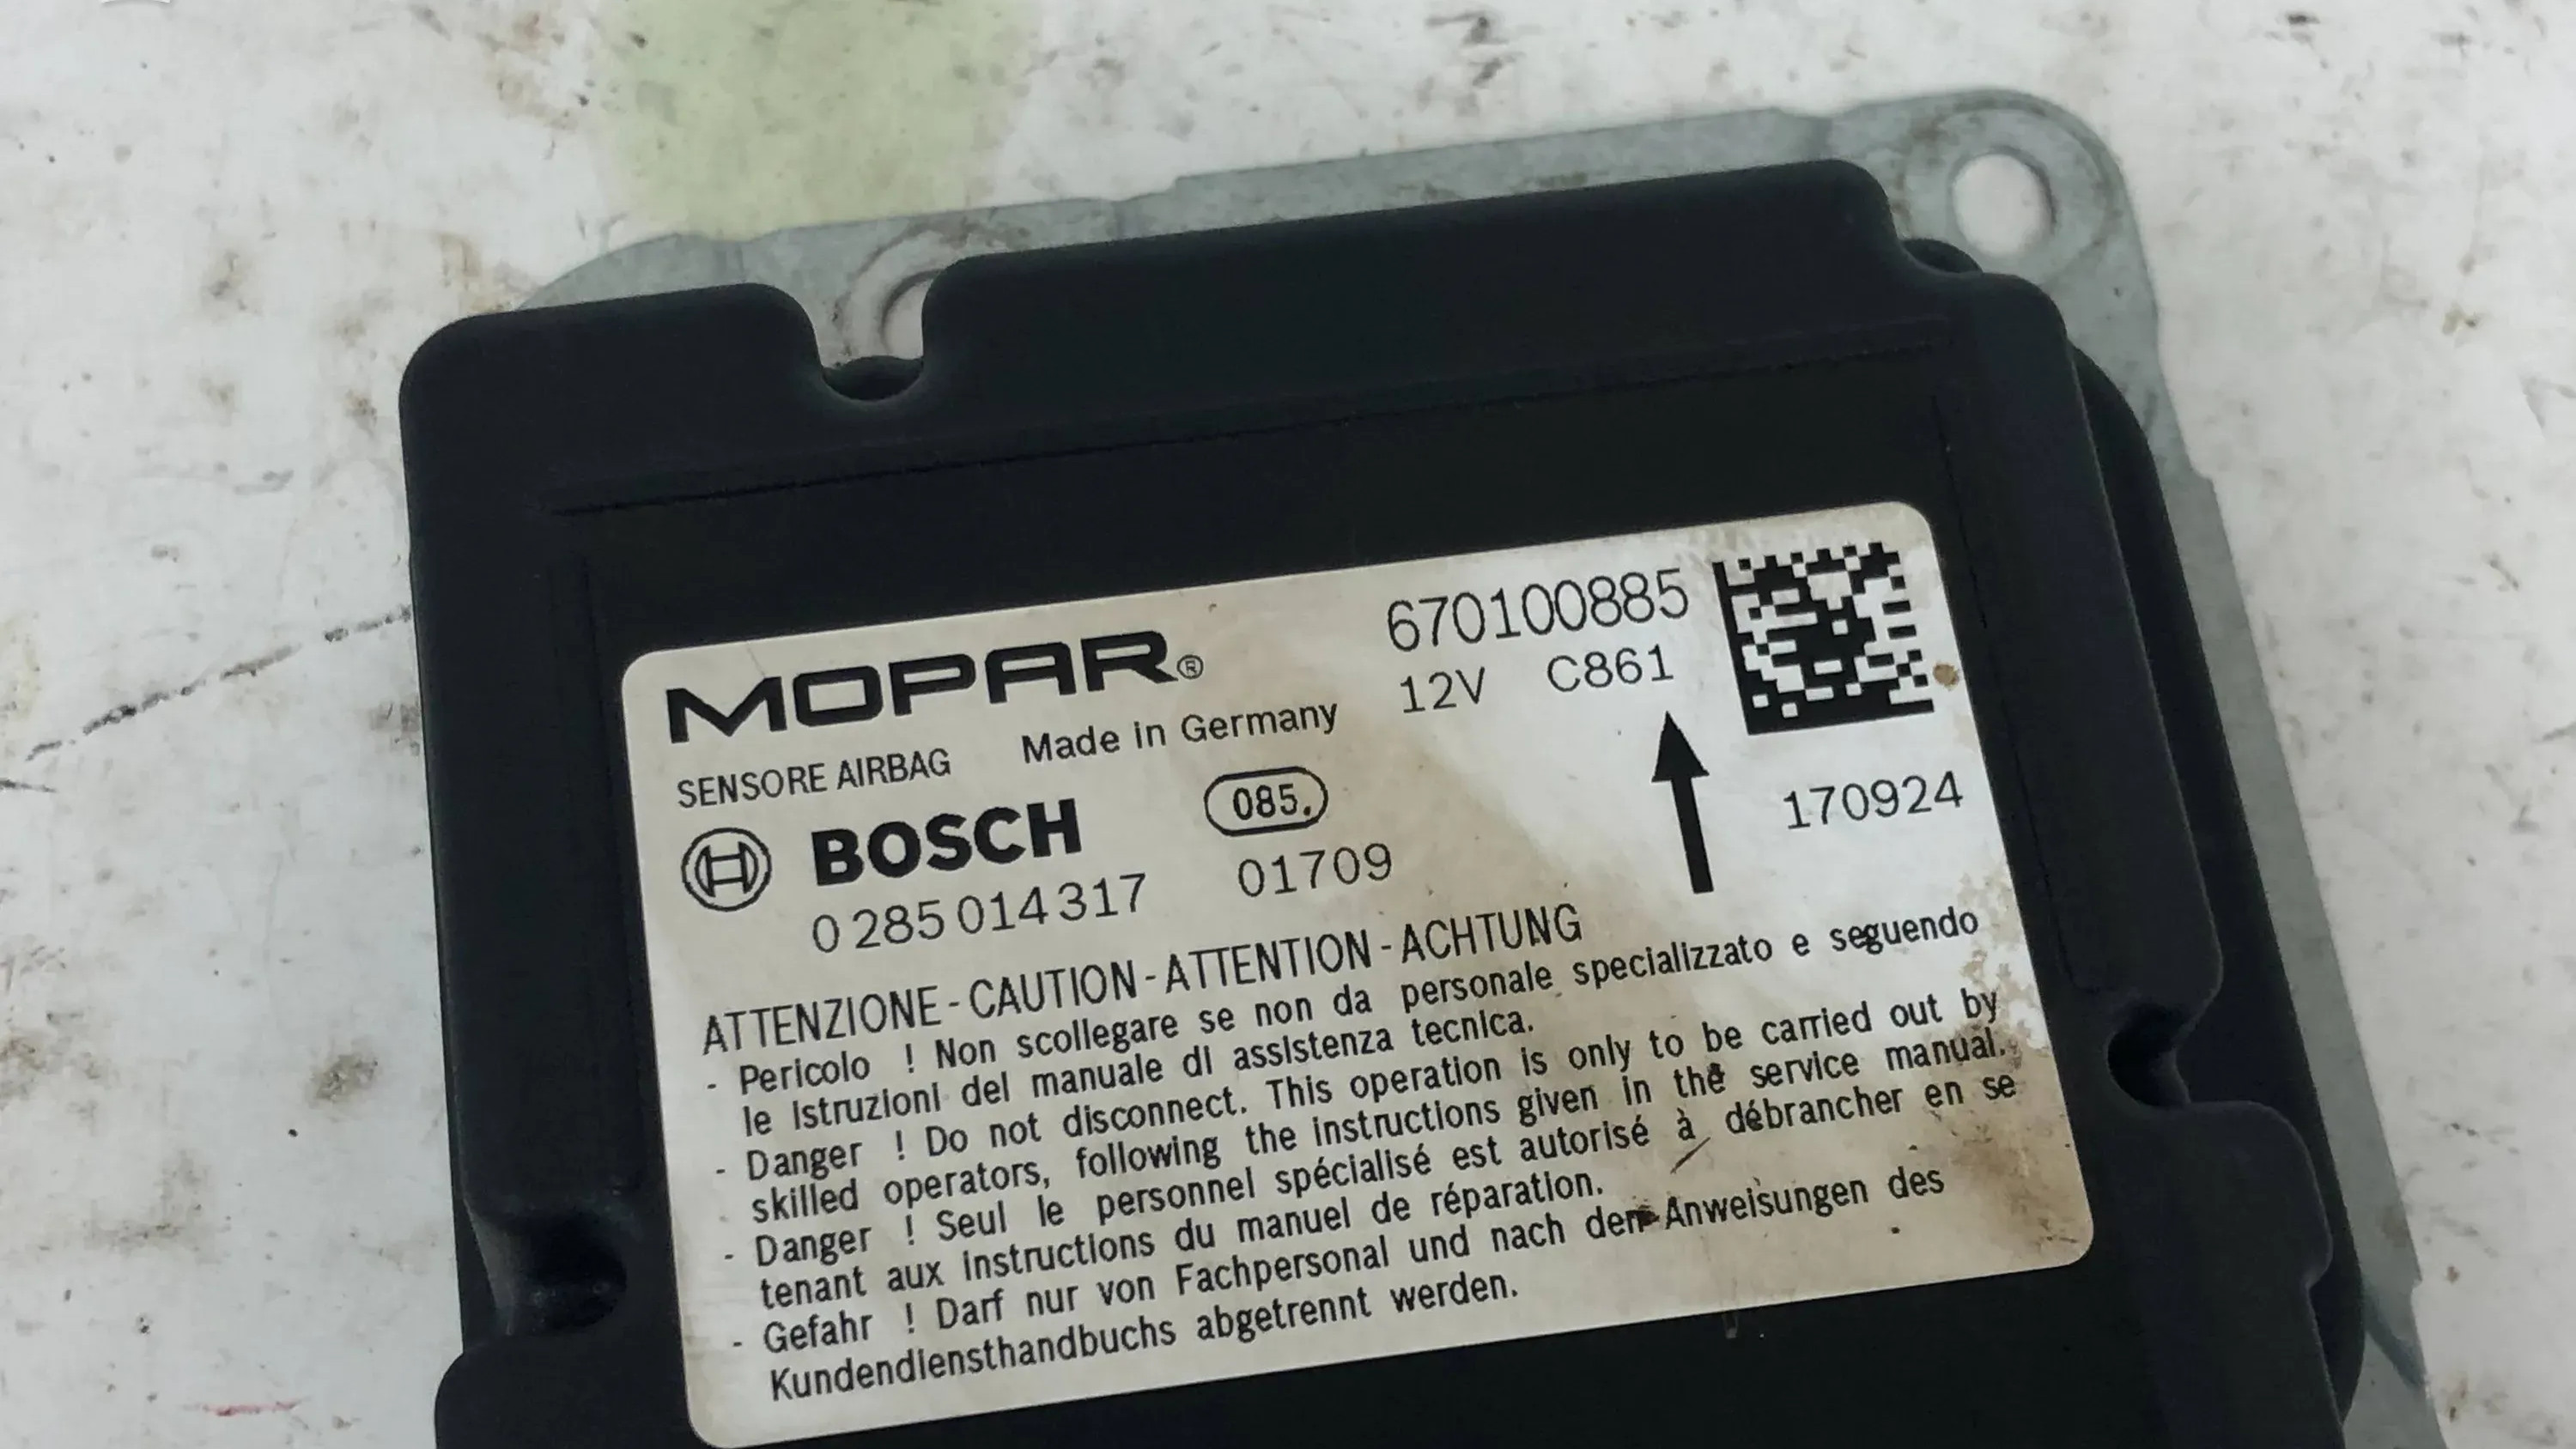 MOPAR®
670100885
12V C861
SENSORE AIRBAG Made in Germany
BOSCH 085.
170924
0 285 014 317 01709
ATTENZIONE - CAUTION - ATTENTION - ACHTUNG
- Pericolo ! Non scollegare se non da personale specializzato e seguendo
le istruzioni del manuale di assistenza tecnica.
- Danger ! Do not disconnect. This operation is only to be carried out by
skilled operators, following the instructions given in the service manual.
- Danger ! Seul le personnel spécialisé est autorisé à débrancher en se
tenant aux instructions du manuel de réparation.
- Gefahr ! Darf nur von Fachpersonal und nach den Anweisungen des
Kundendiensthandbuchs abgetrennt werden.